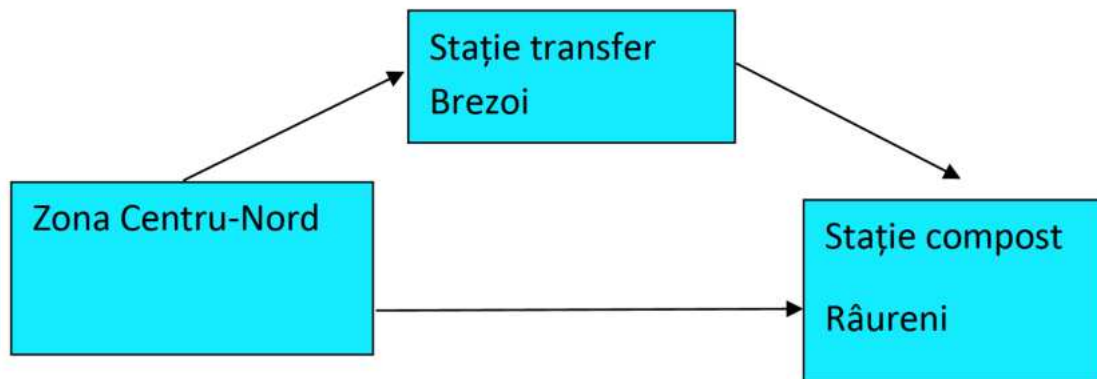 Stație transfer
Brezoi
Zona Centru-Nord
Stație compost
Râureni